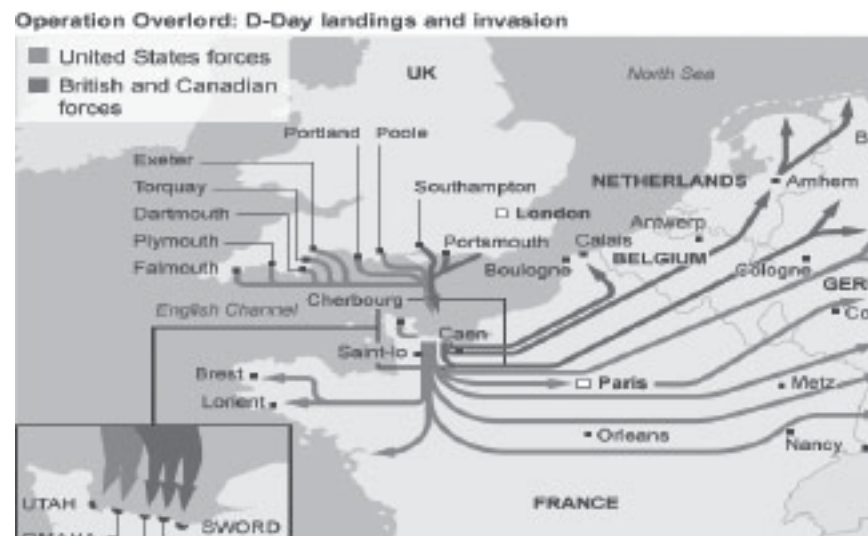 Operation Overlord: D-Day landings and invasion
United States forces
British and Canadian
forces
UK
North Sea
Portland
Poole
Exeter
Torquay
Dartmouth
Plymouth
Falmouth
Southampton
London
Portsmouth
NETHERLANDS
Arnhem
Antwerp
Calais
BELGIUM
Boulogne
Cologne
English Channel
Cherbourg
Caen
Saint-lo
Brest
Lorient
Paris
Metz
Orleans
Nancy
FRANCE
UTAH
SWORD